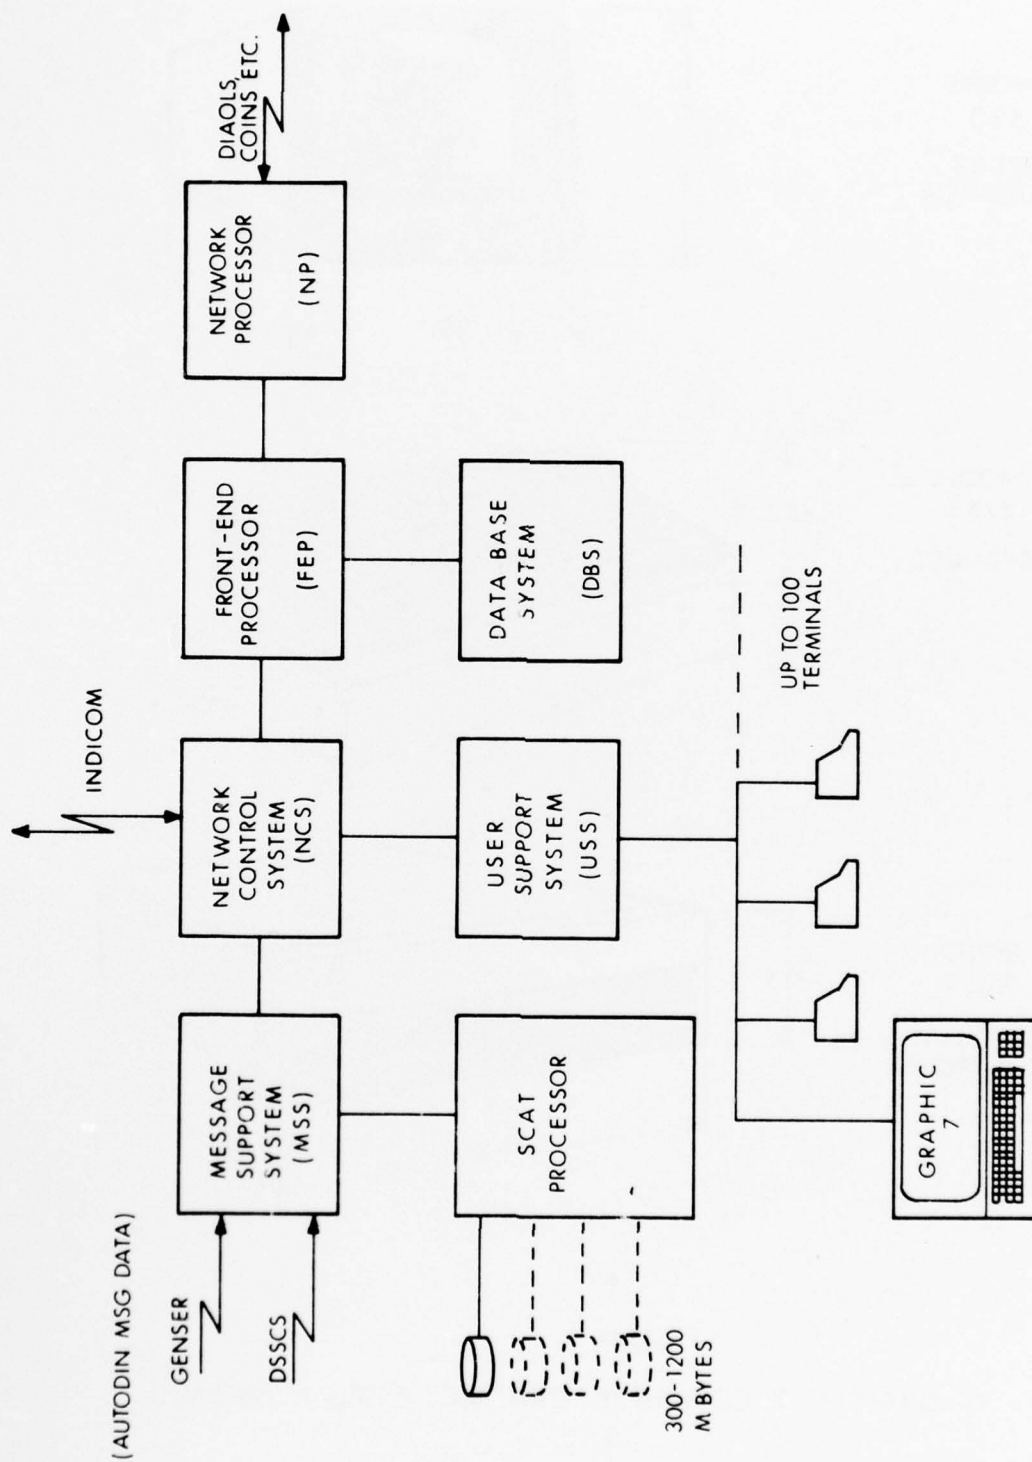 (AUTODIN MSG DATA)
GENSER
DSSCS
MESSAGE
SUPPORT
SYSTEM
(MSS)
INDICOM
NETWORK
CONTROL
SYSTEM
(NCS)
FRONT-END
PROCESSOR
(FEP)
NETWORK
PROCESSOR
(NP)
DIAOLS,
COINS ETC.
SCAT
PROCESSOR
300-1200
M BYTES
USER
SUPPORT
SYSTEM
(USS)
DATA BASE
SYSTEM
(DBS)
UP TO 100
TERMINALS
GRAPHIC
7